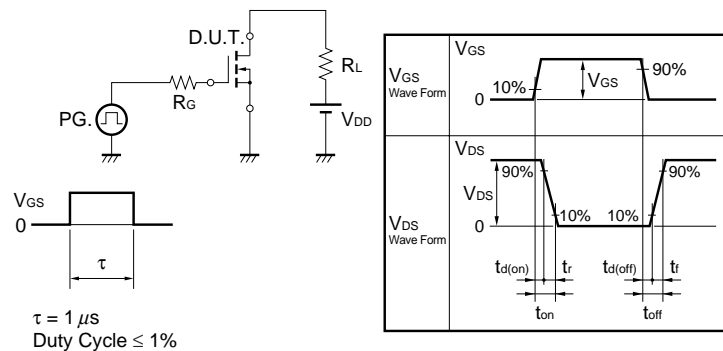 D.U.T.
RL
RG
PG.
VDD
VGS
0
τ
τ = 1 μs
Duty Cycle ≤ 1%
VGS
Wave Form
VGS
10%
VGS
90%
0
VDS
Wave Form
VDS
90%
VDS
90%
10%
10%
0
td(on)
tr
td(off)
tf
ton
toff